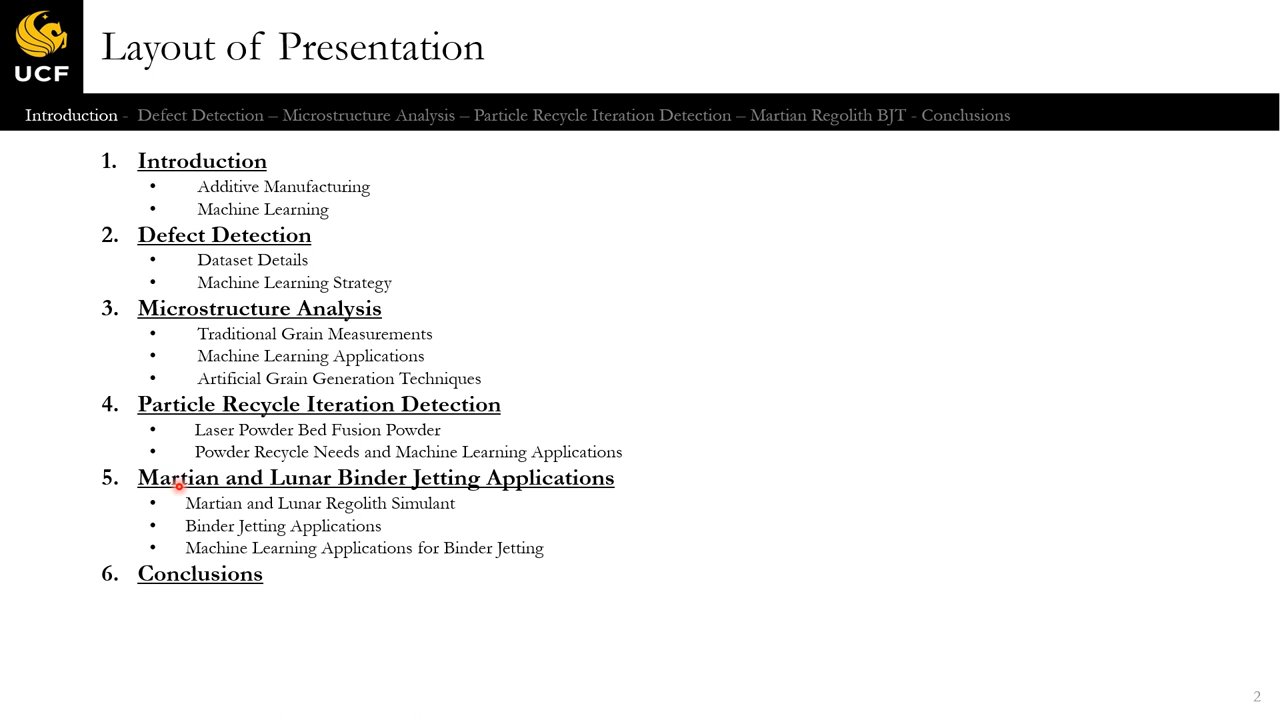 UCF
Layout of Presentation
Introduction - Defect Detection – Microstructure Analysis – Particle Recycle Iteration Detection – Martian Regolith BJT - Conclusions
1. Introduction
• Additive Manufacturing
• Machine Learning
2. Defect Detection
• Dataset Details
• Machine Learning Strategy
3. Microstructure Analysis
• Traditional Grain Measurements
• Machine Learning Applications
• Artificial Grain Generation Techniques
4. Particle Recycle Iteration Detection
• Laser Powder Bed Fusion Powder
• Powder Recycle Needs and Machine Learning Applications
5. Martian and Lunar Binder Jetting Applications
• Martian and Lunar Regolith Simulant
• Binder Jetting Applications
• Machine Learning Applications for Binder Jetting
6. Conclusions
2